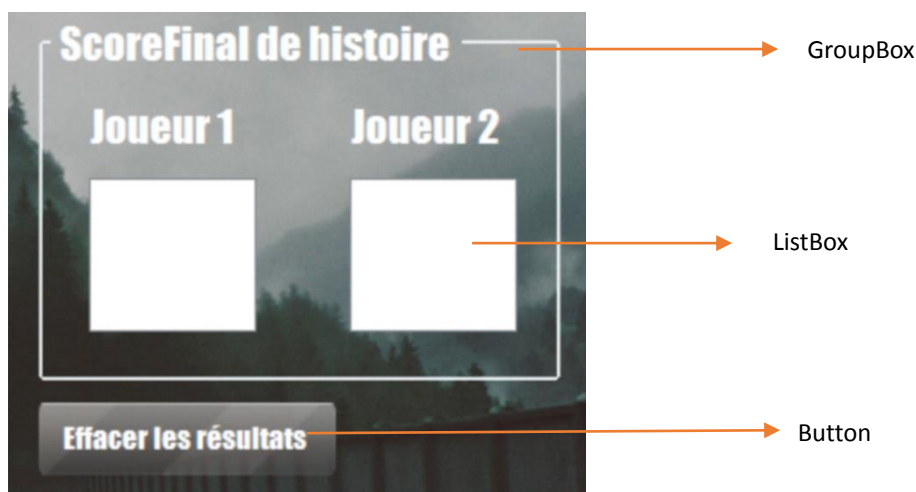 ScoreFinal de histoire
GroupBox
Joueur 1
Joueur 2
ListBox
Effacer les résultats
Button